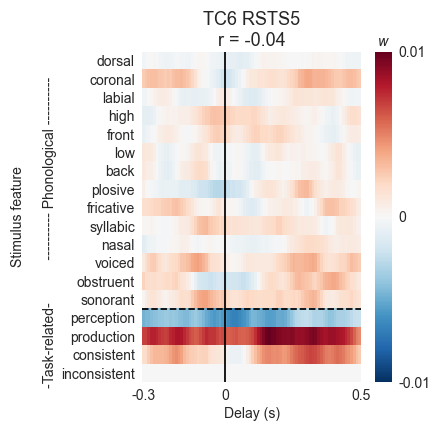 TC6 RSTS5
r = -0.04
w
dorsal
coronal
labial
high
front
low
back
plosive
fricative
syllabic
nasal
voiced
obstruent
sonorant
perception
production
consistent
inconsistent
Stimulus feature
-Task-related- ---------- Phonological ----------
-0.3 0 0.5
Delay (s)
0.01
0
-0.01